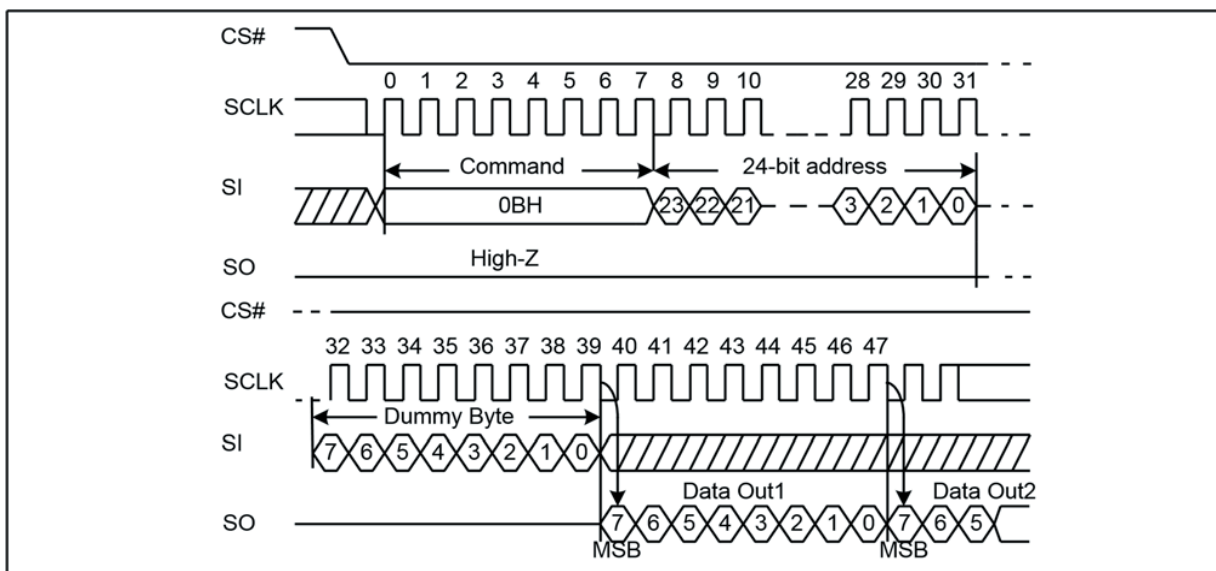 CS#
0 1 2 3 4 5 6 7 8 9 10 28 29 30 31
SCLK
Command 24-bit address
SI 0BH 23 22 21 3 2 1 0
High-Z
SO
CS#
32 33 34 35 36 37 38 39 40 41 42 43 44 45 46 47
SCLK
Dummy Byte
SI 7 6 5 4 3 2 1 0
Data Out1 Data Out2
SO 7 6 5 4 3 2 1 0 7 6 5
MSB MSB